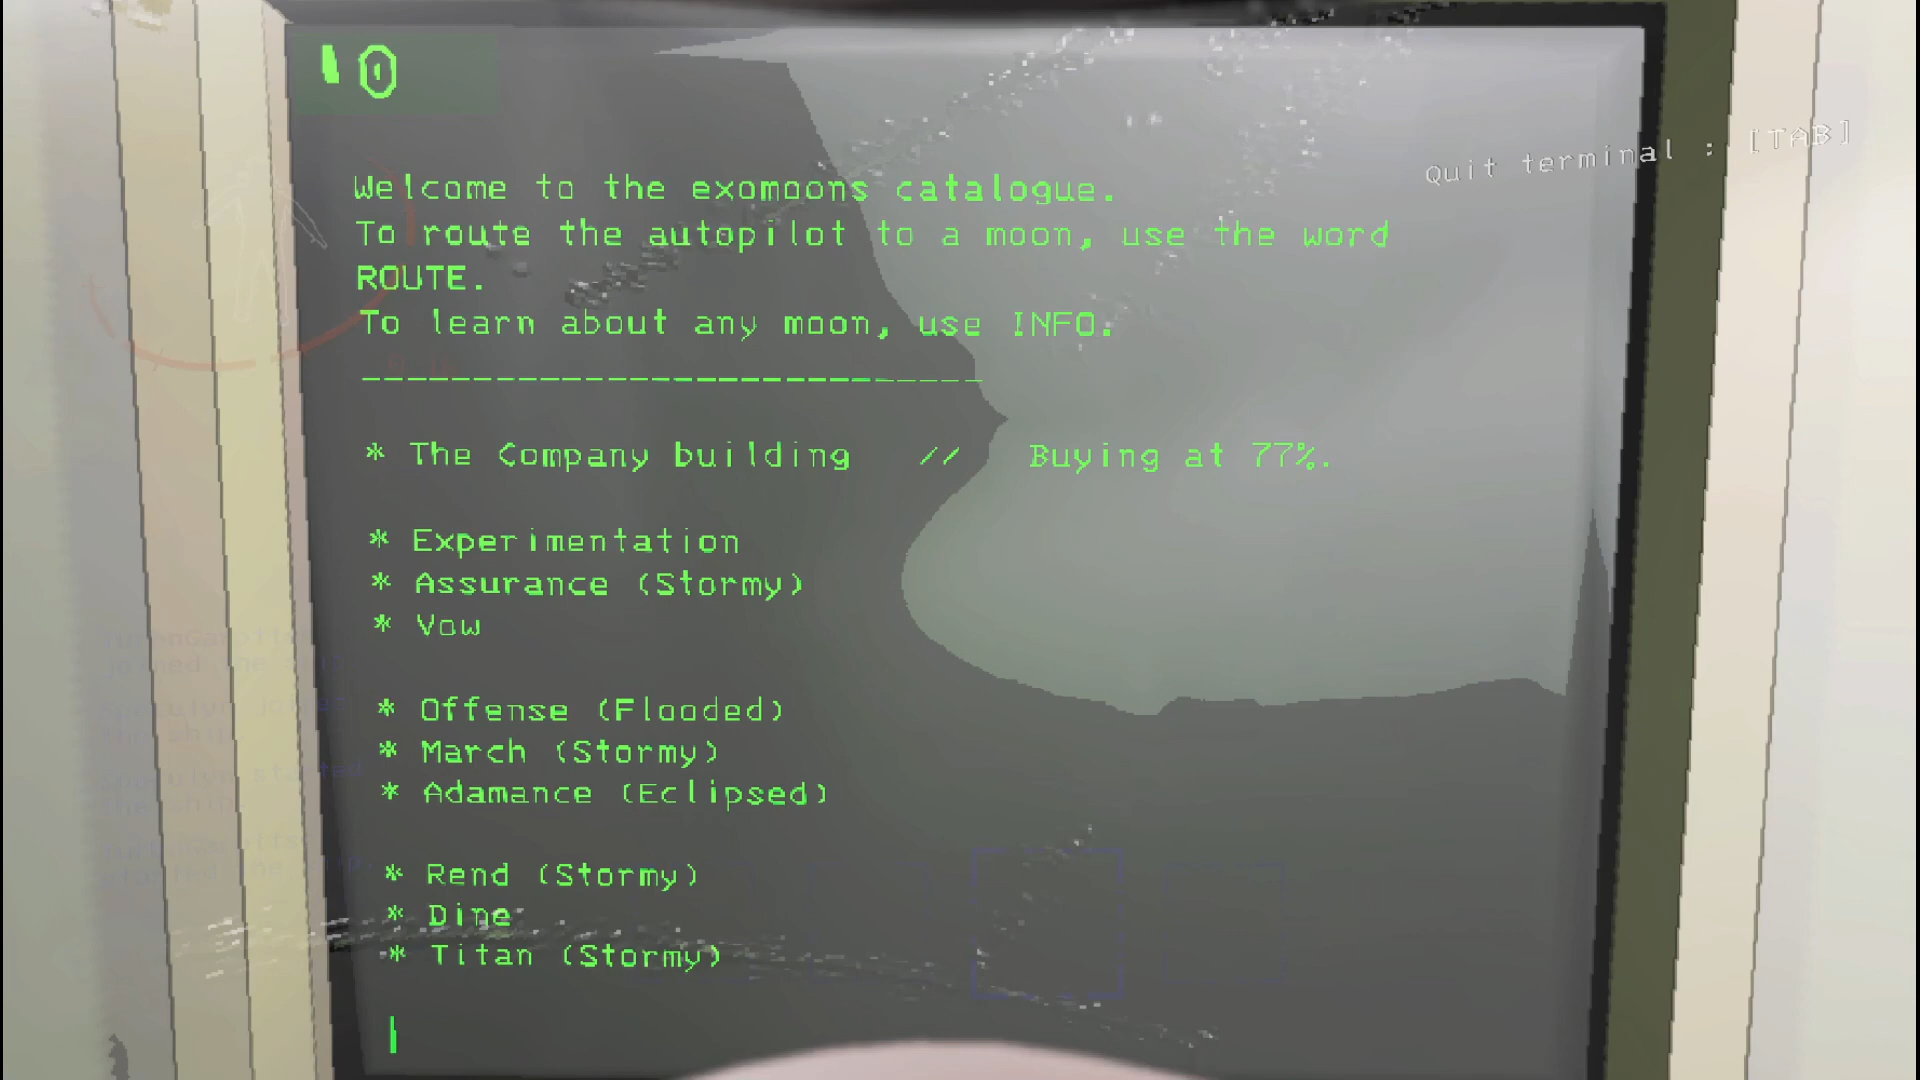 0
Quit terminal : [TAB]
Welcome to the exomoons catalogue.
To route the autopilot to a moon, use the word
ROUTE.
To learn about any moon, use INFO.
----------------------------
* The Company building // Buying at 77%.
* Experimentation
* Assurance (Stormy)
* Vow
* Offense (Flooded)
* March (Stormy)
* Adamance (Eclipsed)
* Rend (Stormy)
* Dine
* Titan (Stormy)